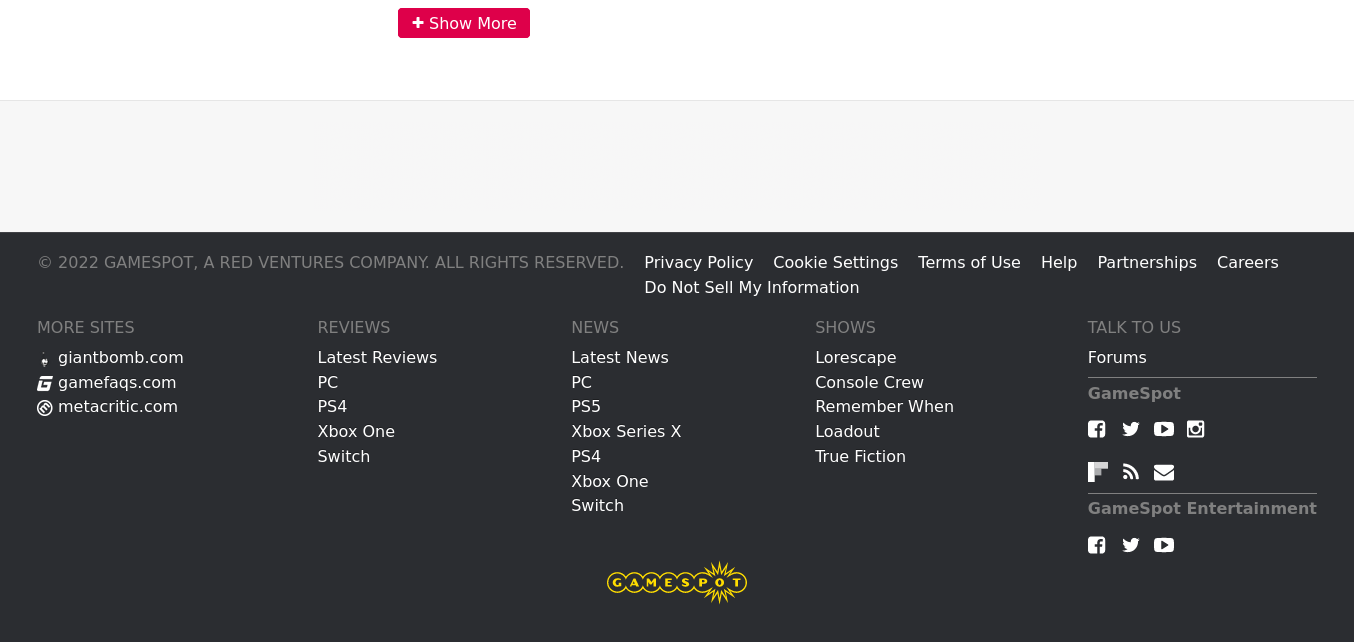 Show More
© 2022 GAMESPOT, A RED VENTURES COMPANY. ALL RIGHTS RESERVED.
Privacy Policy Cookie Settings Terms of Use Help Partnerships Careers
Do Not Sell My Information
MORE SITES
giantbomb.com
gamefaqs.com
metacritic.com
REVIEWS
Latest Reviews
PC
PS4
Xbox One
Switch
NEWS
Latest News
PC
PS5
Xbox Series X
PS4
Xbox One
Switch
SHOWS
Lorescape
Console Crew
Remember When
Loadout
True Fiction
TALK TO US
Forums
GameSpot
GameSpot Entertainment
GAMESPOT